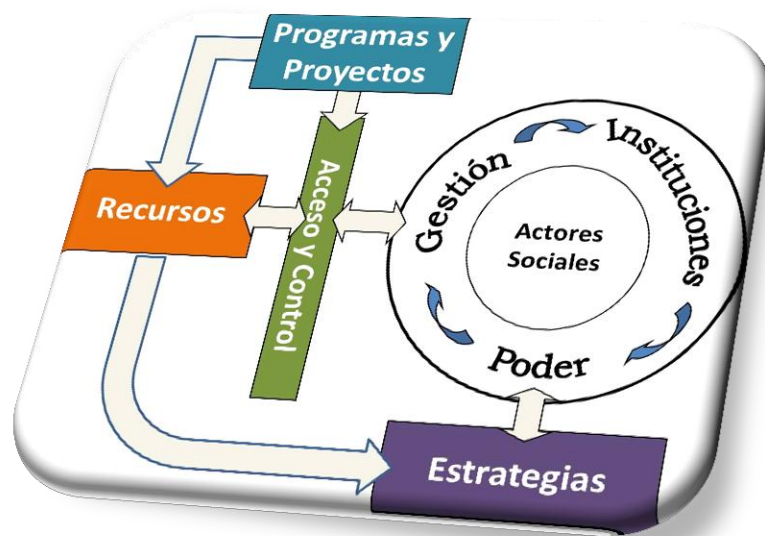 Programas y
Proyectos
Recursos
Acceso y Control
Gestión
Instituciones
Actores
Sociales
Poder
Estrategias